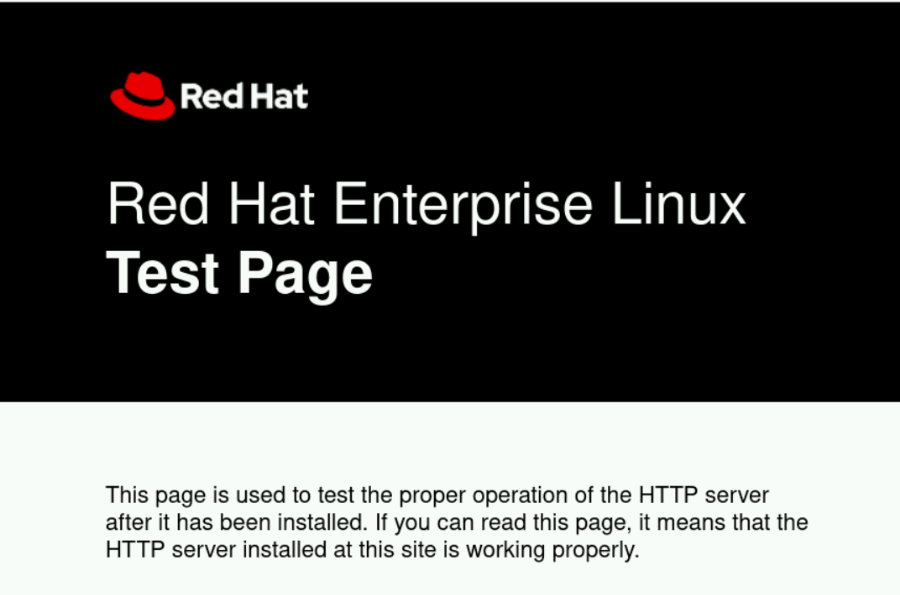 Red Hat
Red Hat Enterprise Linux
Test Page
This page is used to test the proper operation of the HTTP server
after it has been installed. If you can read this page, it means that the
HTTP server installed at this site is working properly.